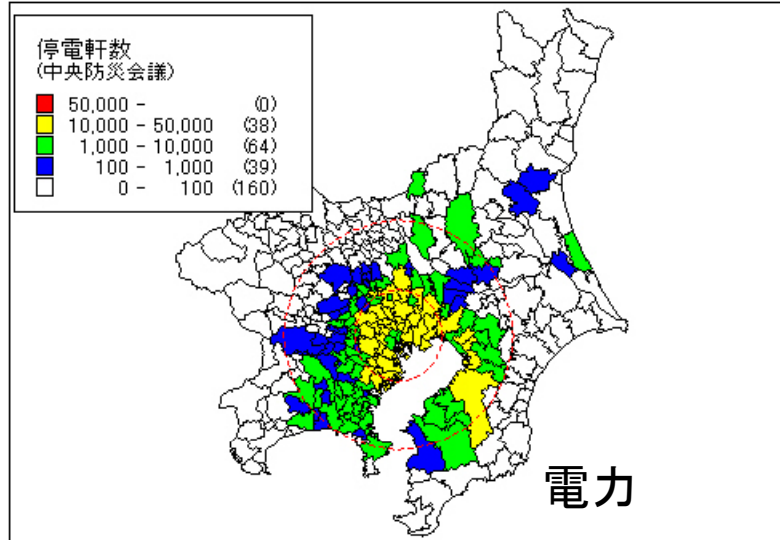 停電軒数
(中央防災会議)
50,000 - (0)
10,000 - 50,000 (38)
1,000 - 10,000 (64)
100 - 1,000 (39)
0 - 100 (160)
電力